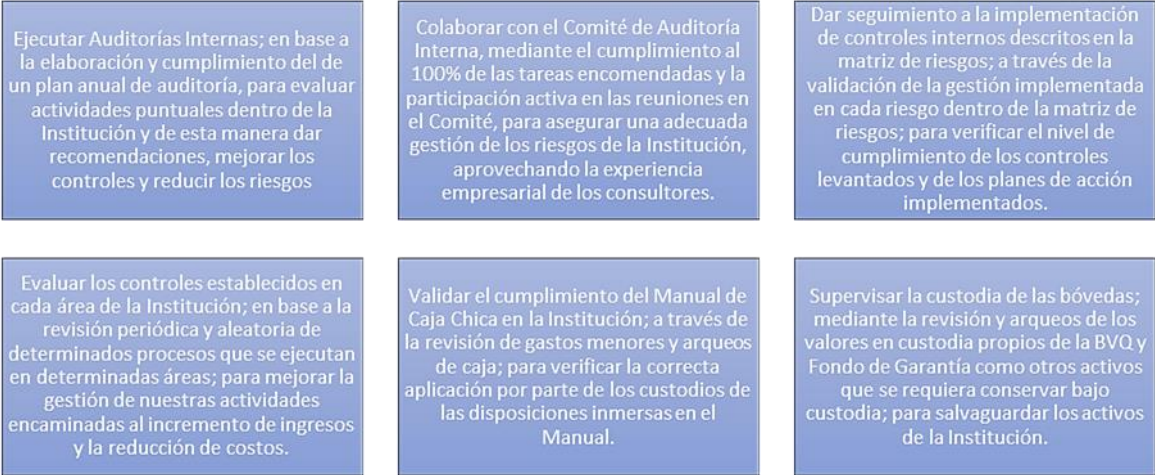 Ejecutar Auditorías Internas; en base a
la elaboración y cumplimiento del de
un plan anual de auditoría, para evaluar
actividades puntuales dentro de la
Institución y de esta manera dar
recomendaciones, mejorar los
controles y reducir los riesgos
Colaborar con el Comité de Auditoría
Interna, mediante el cumplimiento al
100% de las tareas encomendadas y la
participación activa en las reuniones en
el Comité, para asegurar una adecuada
gestión de los riesgos de la Institución,
aprovechando la experiencia
empresarial de los consultores.
Dar seguimiento a la implementación
de controles internos descritos en la
matriz de riesgos; a través de la
validación de la gestión implementada
en cada riesgo dentro de la matriz de
riesgos; para verificar el nivel de
cumplimiento de los controles
levantados y de los planes de acción
implementados.
Evaluar los controles establecidos en
cada área de la Institución; en base a la
revisión periódica y aleatoria de
determinados procesos que se ejecutan
en determinadas áreas; para mejorar la
gestión de nuestras actividades
encaminadas al incremento de ingresos
y la reducción de costos.
Validar el cumplimiento del Manual de
Caja Chica en la Institución; a través de
la revisión de gastos menores y arqueos
de caja; para verificar la correcta
aplicación por parte de los custodios de
las disposiciones inmersas en el
Manual.
Supervisar la custodia de las bóvedas;
mediante la revisión y arqueos de los
valores en custodia propios de la BVQ y
Fondo de Garantía como otros activos
que se requiera conservar bajo
custodia; para salvaguardar los activos
de la Institución.